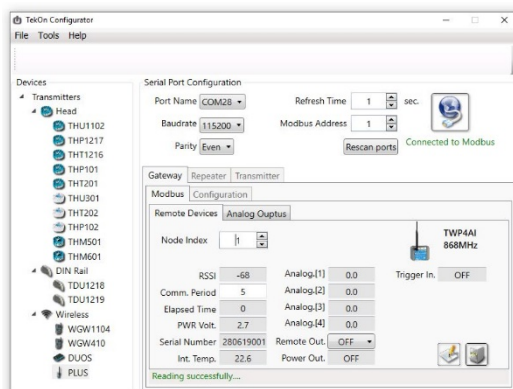 TekOn Configurator
File Tools Help
Devices
Transmitters
Head
THU1102
THP1217
THT1216
THP101
THT201
THU301
THT202
THP102
THM501
THM601
DIN Rail
TDU1218
TDU1219
Wireless
WGW1104
WGW410
DUOS
PLUS
Serial Port Configuration
Port Name COM28 Refresh Time 1 sec.
Baudrate 115200 Modbus Address 1
Parity Even Rescan ports Connected to Modbus
Gateway Repeater Transmitter
Modbus Configuration
Remote Devices Analog Ouptus
Node Index 1 TWP4AI
868MHz
RSSI -68 Analog.[1] 0.0 Trigger In. OFF
Comm. Period 5 Analog.[2] 0.0
Elapsed Time 0 Analog.[3] 0.0
PWR Volt. 2.7 Analog.[4] 0.0
Serial Number 280619001 Remote Out. OFF
Int. Temp. 22.6 Power Out. OFF
Reading successfully....